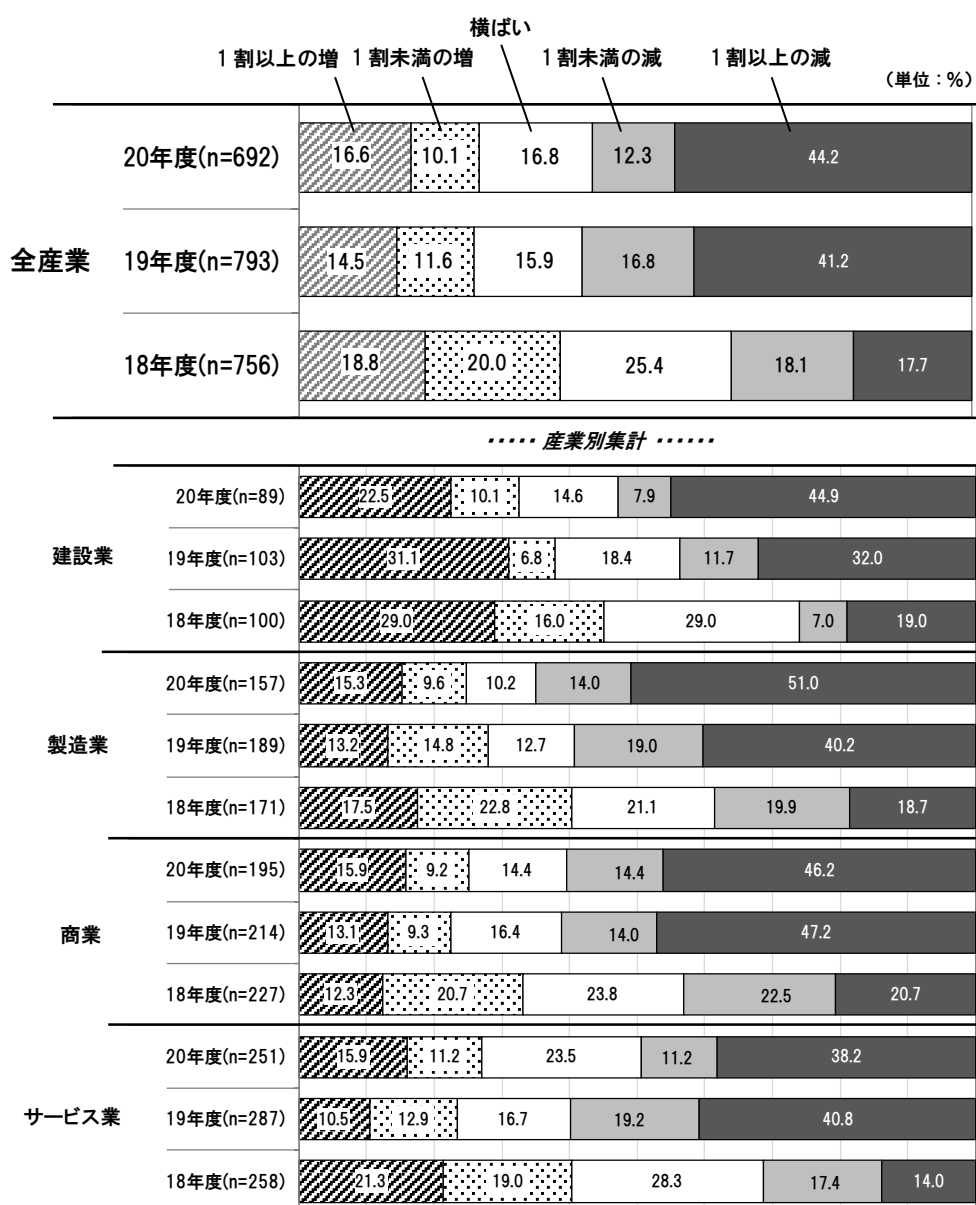 横ばい
1割以上の増 1割未満の増 1割未満の減 1割以上の減
(単位:%)
全産業
20年度(n=692) 16.6 10.1 16.8 12.3 44.2
19年度(n=793) 14.5 11.6 15.9 16.8 41.2
18年度(n=756) 18.8 20.0 25.4 18.1 17.7
・・・・・ 産業別集計 ・・・・・・
建設業
20年度(n=89) 22.5 10.1 14.6 7.9 44.9
19年度(n=103) 31.1 6.8 18.4 11.7 32.0
18年度(n=100) 29.0 16.0 29.0 7.0 19.0
製造業
20年度(n=157) 15.3 9.6 10.2 14.0 51.0
19年度(n=189) 13.2 14.8 12.7 19.0 40.2
18年度(n=171) 17.5 22.8 21.1 19.9 18.7
商業
20年度(n=195) 15.9 9.2 14.4 14.4 46.2
19年度(n=214) 13.1 9.3 16.4 14.0 47.2
18年度(n=227) 12.3 20.7 23.8 22.5 20.7
サービス業
20年度(n=251) 15.9 11.2 23.5 11.2 38.2
19年度(n=287) 10.5 12.9 16.7 19.2 40.8
18年度(n=258) 21.3 19.0 28.3 17.4 14.0